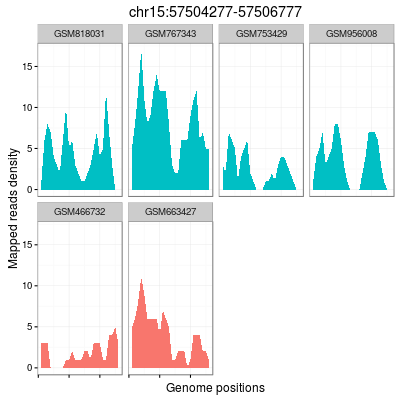 chr15:57504277-57506777
GSM818031 GSM767343 GSM753429 GSM956008
15
10
5
0
GSM466732 GSM663427
15
10
5
0
Mapped reads density
Genome positions